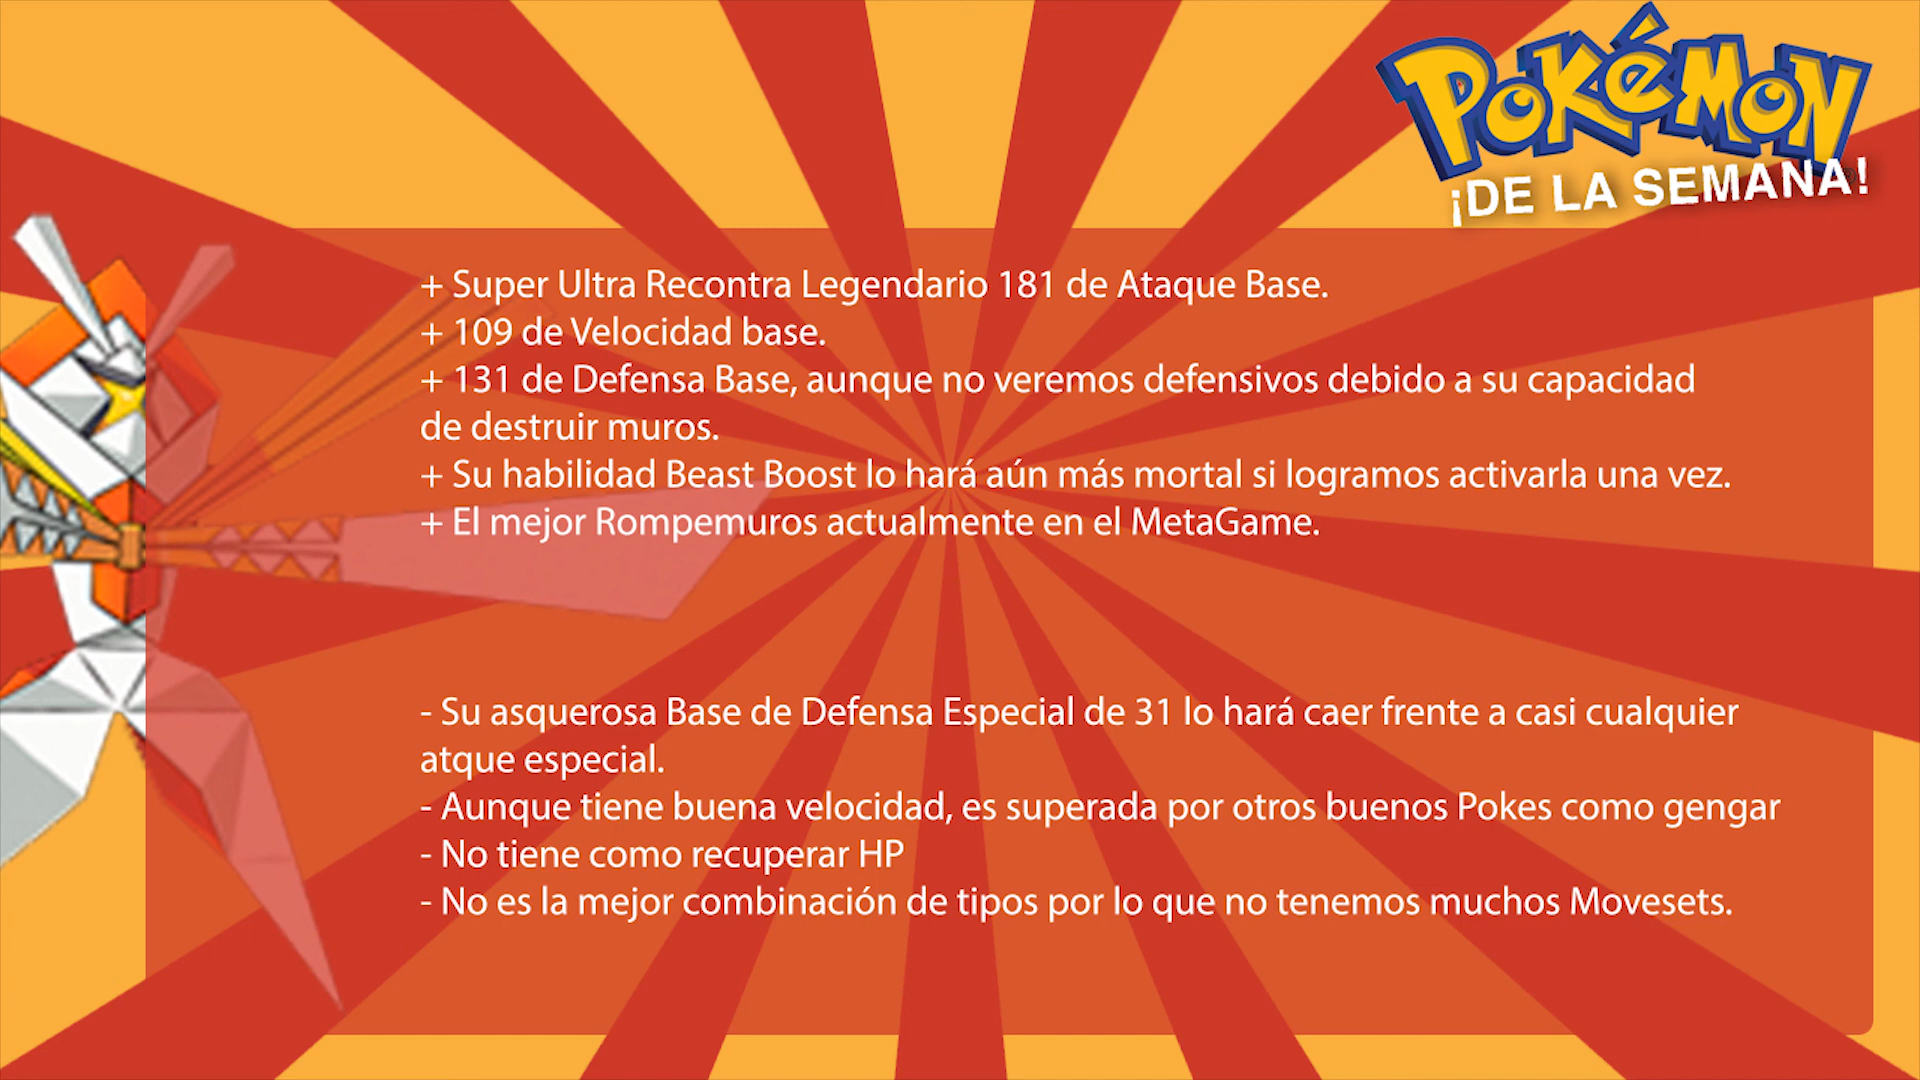 Pokémon
¡DE LA SEMANA!
+ Super Ultra Recontra Legendario 181 de Ataque Base.
+ 109 de Velocidad base.
+ 131 de Defensa Base, aunque no veremos defensivos debido a su capacidad
de destruir muros.
+ Su habilidad Beast Boost lo hará aún más mortal si logramos activarla una vez.
+ El mejor Rompemuros actualmente en el MetaGame.
- Su asquerosa Base de Defensa Especial de 31 lo hará caer frente a casi cualquier
atque especial.
- Aunque tiene buena velocidad, es superada por otros buenos Pokes como gengar
- No tiene como recuperar HP
- No es la mejor combinación de tipos por lo que no tenemos muchos Movesets.